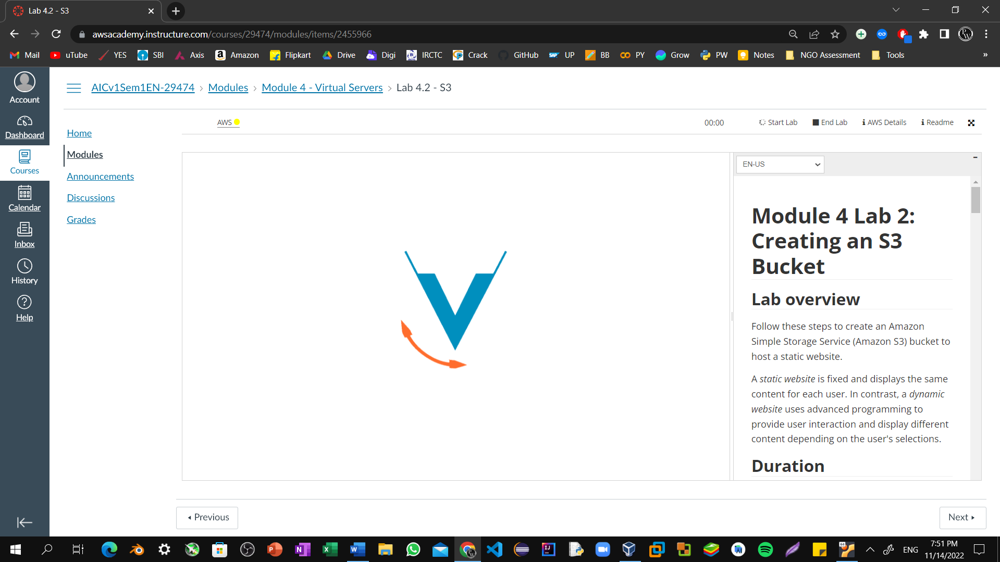 Lab 4.2 - S3
awsacademy.instructure.com/courses/29474/modules/items/2455966
Mail uTube YES SBI Axis Amazon Flipkart Drive Digi IRCTC Crack GitHub UP BB PY Grow PW Notes NGO Assessment Tools »
Account
Dashboard
Courses
Calendar
Inbox
History
Help
AICv1Sem1EN-29474 > Modules > Module 4 - Virtual Servers > Lab 4.2 - S3
Home
Modules
Announcements
Discussions
Grades
AWS 00:00 Start Lab End Lab AWS Details Readme
EN-US
Module 4 Lab 2:
Creating an S3
Bucket
Lab overview
Follow these steps to create an Amazon
Simple Storage Service (Amazon S3) bucket to
host a static website.
A static website is fixed and displays the same
content for each user. In contrast, a dynamic
website uses advanced programming to
provide user interaction and display different
content depending on the user's selections.
Duration
Previous
Next
ENG
7:51 PM
11/14/2022